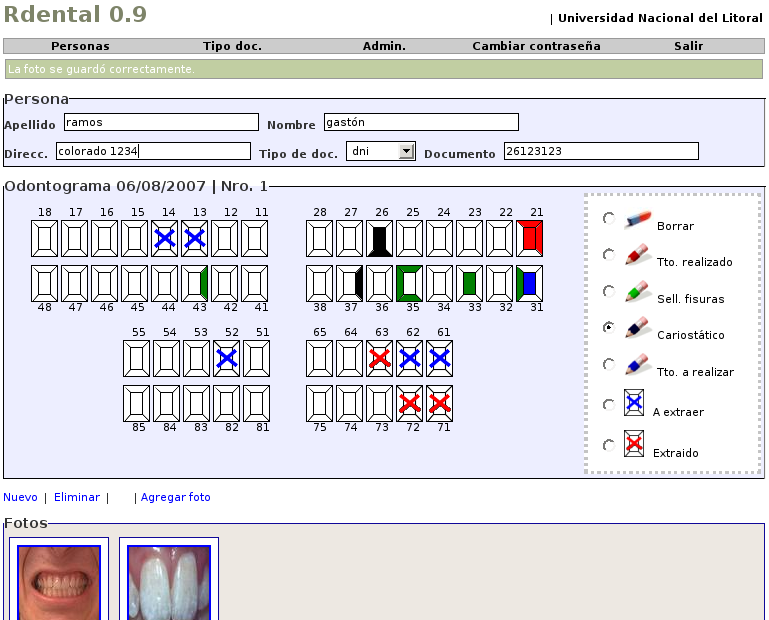 Rdental 0.9
| Universidad Nacional del Litoral
Personas Tipo doc. Admin. Cambiar contraseña Salir
La foto se guardó correctamente.
Persona
Apellido ramos Nombre gastón
Direcc. colorado 1234 Tipo de doc. dni Documento 26123123
Odontograma 06/08/2007 | Nro. 1
18 17 16 15 14 13 12 11 28 27 26 25 24 23 22 21
48 47 46 45 44 43 42 41 38 37 36 35 34 33 32 31
55 54 53 52 51 65 64 63 62 61
85 84 83 82 81 75 74 73 72 71
Borrar
Tto. realizado
Sell. fisuras
Cariostático
Tto. a realizar
A extraer
Extraido
Nuevo | Eliminar | | Agregar foto
Fotos